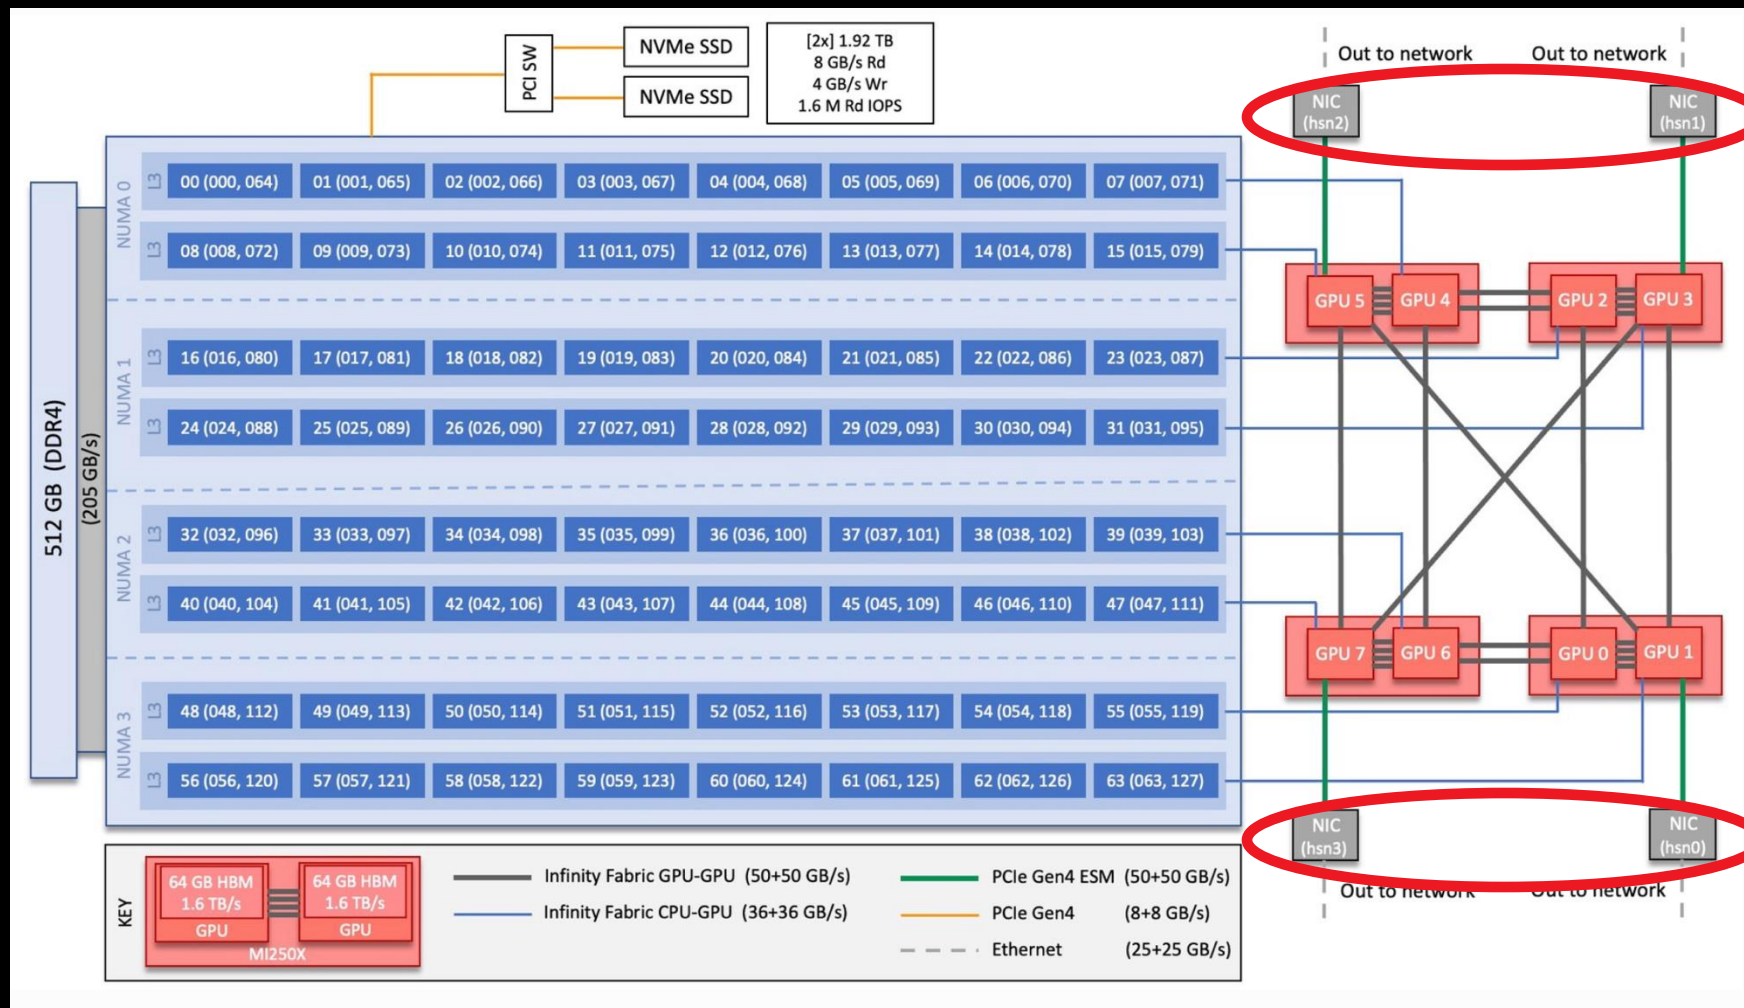 NVMe SSD
NVMe SSD
PCI SW
[2x] 1.92 TB
8 GB/s Rd
4 GB/s Wr
1.6 M Rd IOPS
Out to network
Out to network
NIC
(hsn2)
NIC
(hsn1)
512 GB (DDR4)
(205 GB/s)
NUMA 0
L3
00 (000, 064) 01 (001, 065) 02 (002, 066) 03 (003, 067) 04 (004, 068) 05 (005, 069) 06 (006, 070) 07 (007, 071)
L3
08 (008, 072) 09 (009, 073) 10 (010, 074) 11 (011, 075) 12 (012, 076) 13 (013, 077) 14 (014, 078) 15 (015, 079)
NUMA 1
L3
16 (016, 080) 17 (017, 081) 18 (018, 082) 19 (019, 083) 20 (020, 084) 21 (021, 085) 22 (022, 086) 23 (023, 087)
L3
24 (024, 088) 25 (025, 089) 26 (026, 090) 27 (027, 091) 28 (028, 092) 29 (029, 093) 30 (030, 094) 31 (031, 095)
NUMA 2
L3
32 (032, 096) 33 (033, 097) 34 (034, 098) 35 (035, 099) 36 (036, 100) 37 (037, 101) 38 (038, 102) 39 (039, 103)
L3
40 (040, 104) 41 (041, 105) 42 (042, 106) 43 (043, 107) 44 (044, 108) 45 (045, 109) 46 (046, 110) 47 (047, 111)
NUMA 3
L3
48 (048, 112) 49 (049, 113) 50 (050, 114) 51 (051, 115) 52 (052, 116) 53 (053, 117) 54 (054, 118) 55 (055, 119)
L3
56 (056, 120) 57 (057, 121) 58 (058, 122) 59 (059, 123) 60 (060, 124) 61 (061, 125) 62 (062, 126) 63 (063, 127)
GPU 5 GPU 4 GPU 2 GPU 3
GPU 7 GPU 6 GPU 0 GPU 1
NIC
(hsn3)
NIC
(hsn0)
Out to network
Out to network
KEY
64 GB HBM
1.6 TB/s
GPU
64 GB HBM
1.6 TB/s
GPU
MI250X
Infinity Fabric GPU-GPU (50+50 GB/s)
Infinity Fabric CPU-GPU (36+36 GB/s)
PCIe Gen4 ESM (50+50 GB/s)
PCIe Gen4 (8+8 GB/s)
Ethernet (25+25 GB/s)